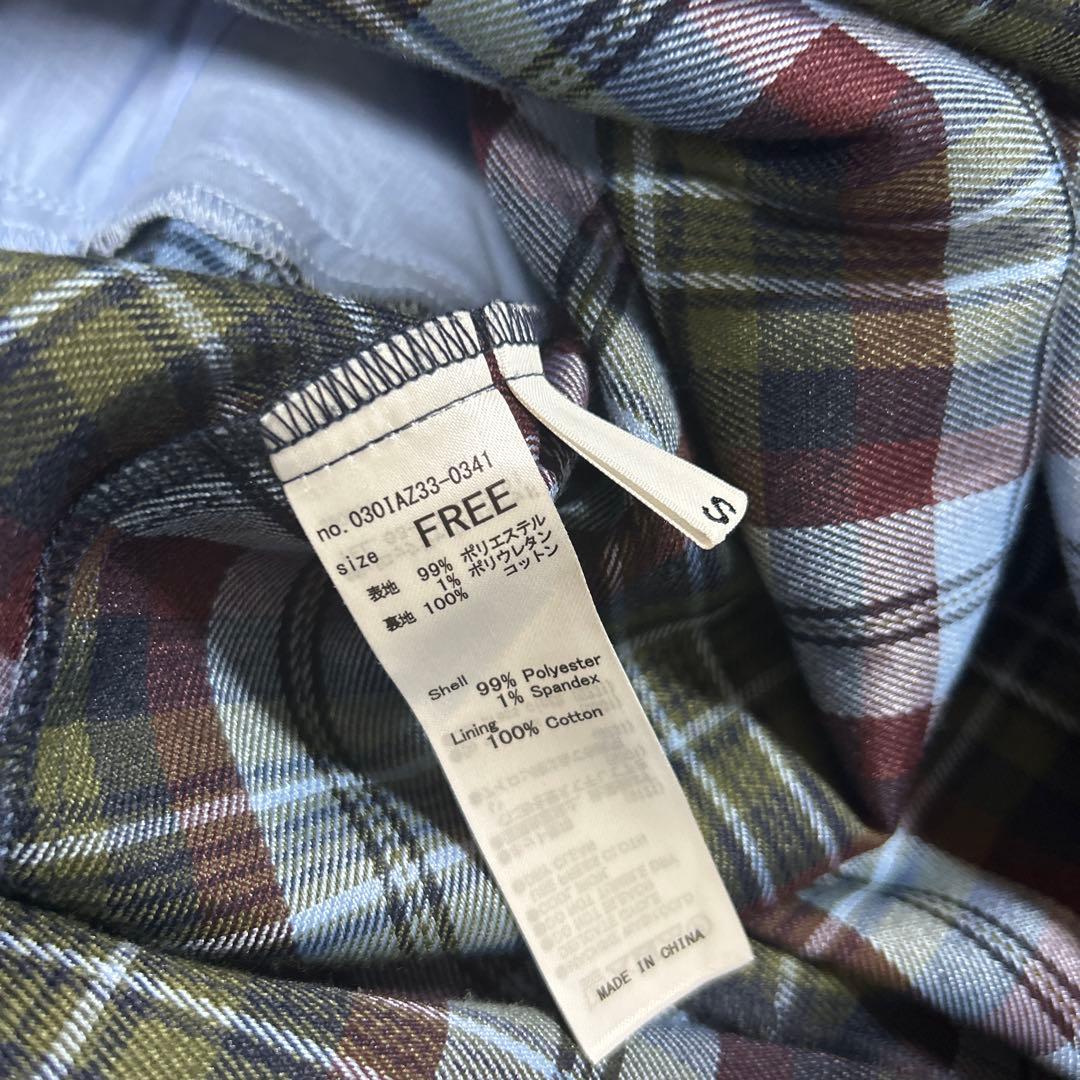 no.030IAZ33-0341
size FREE
表地 99% ポリエステル
1% ポリウレタン
裏地 100% コットン
Shell 99% Polyester
1% Spandex
Lining 100% Cotton
MADE IN CHINA
S